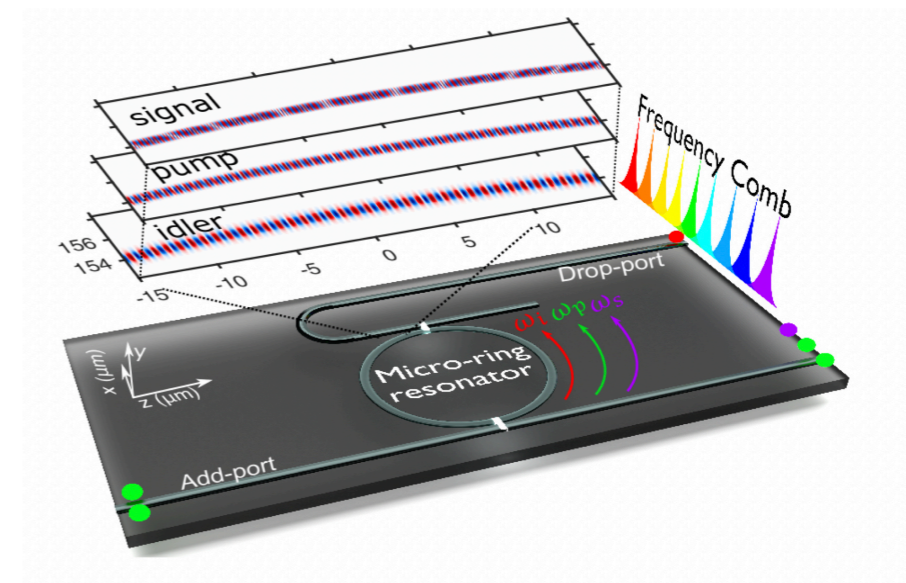 signal
pump
idler
156
154
-15
-10
-5
0
5
10
Frequency Comb
Drop-port
ωi ωp ωs
Micro-ring
resonator
y
x (μm)
z (μm)
Add-port